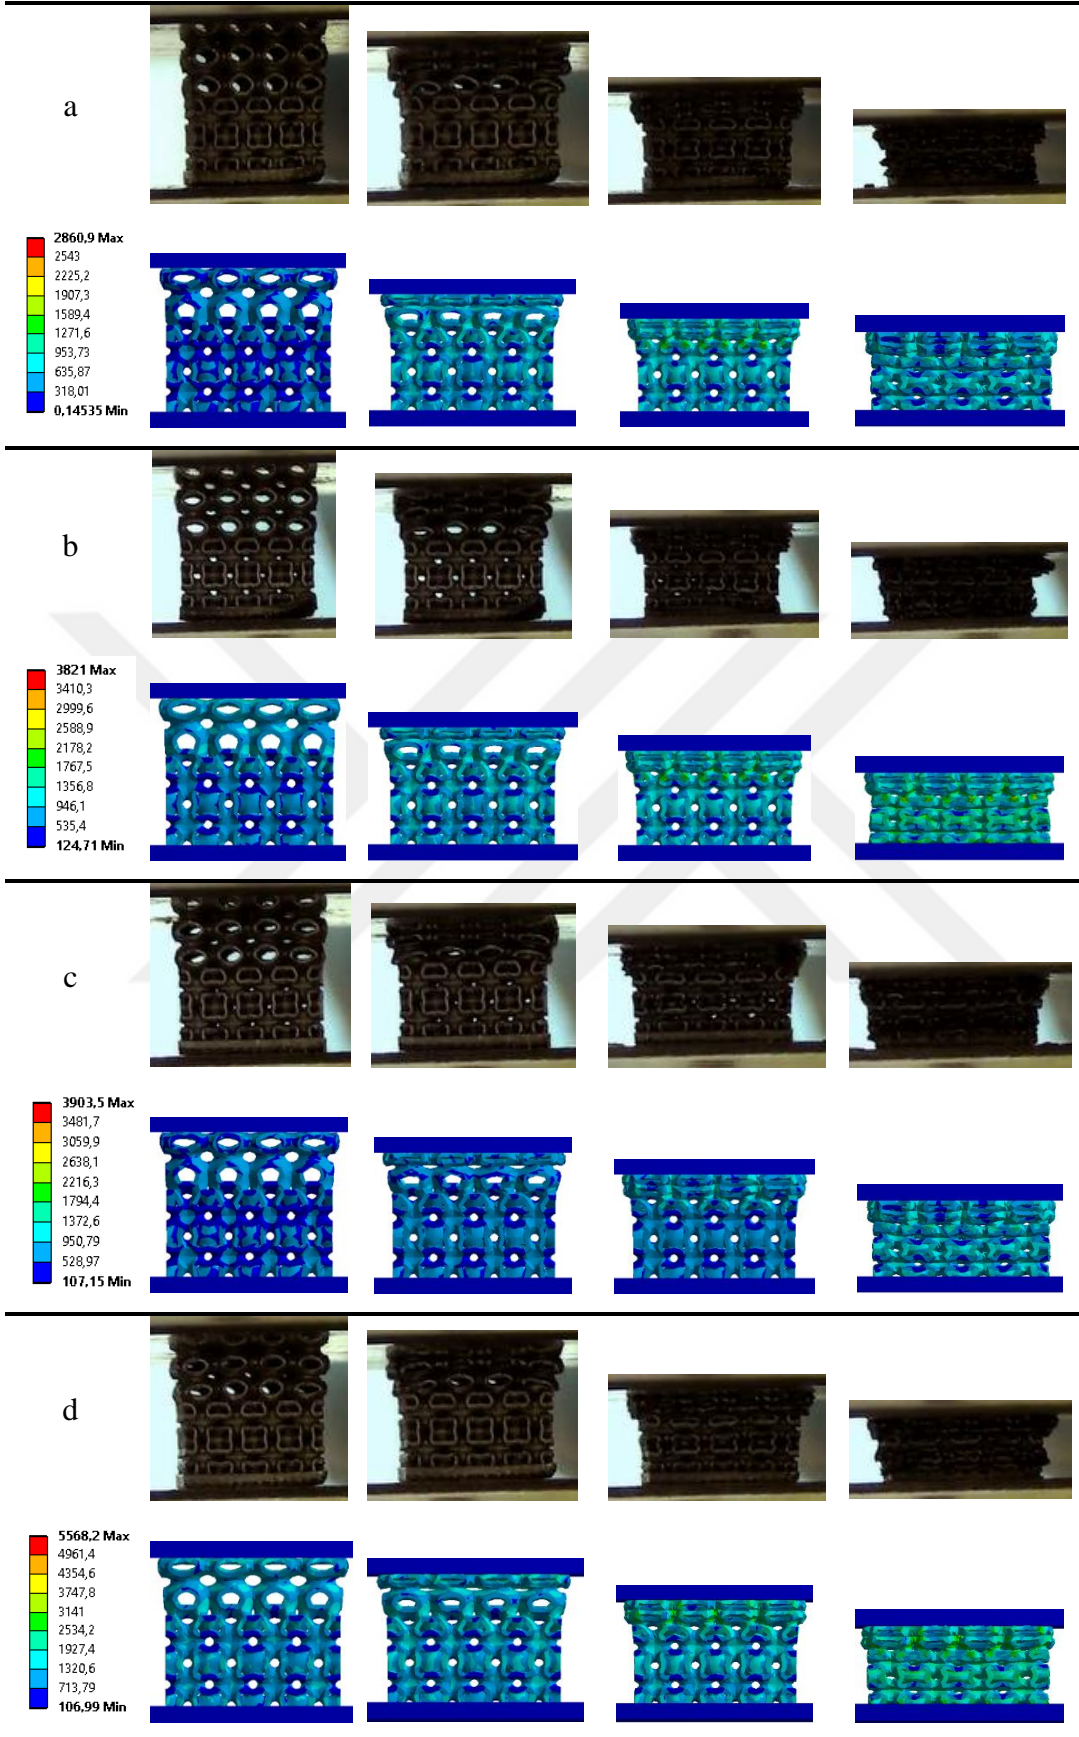 a
2860,9 Max
2543
2225,2
1907,3
1589,4
1271,6
953,73
635,87
318,01
0,14535 Min
b
3821 Max
3410,3
2999,6
2588,9
2178,2
1767,5
1356,8
946,1
535,4
124,71 Min
c
3903,5 Max
3481,7
3059,9
2638,1
2216,3
1794,4
1372,6
950,79
528,97
107,15 Min
d
5568,2 Max
4961,4
4354,6
3747,8
3141
2534,2
1927,4
1320,6
713,79
106,99 Min